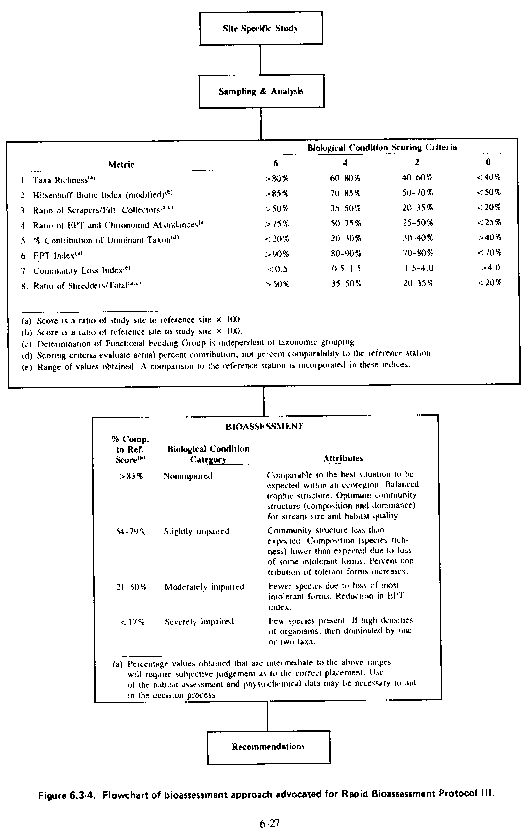 Site Specific Study
Sampling & Analysis
Biological Condition Scoring Criteria
Metric 6 4 2 0
1 Taxa Richness(a) >80% 60-80% 40-60% <40%
2 Hilsenhoff Biotic Index (modified)(b) >85% 70-85% 50-70% <50%
3 Ratio of Scrapers/Filt. Collectors(a,c) >50% 35-50% 20-35% <20%
4 Ratio of EPT and Chironomid Abundances(a) >75% 50-75% 25-50% <25%
5 % Contribution of Dominant Taxon(d) <20% 20-30% 30-40% >40%
6 EPT Index(a) >90% 80-90% 70-80% <70%
7 Community Loss Index(e) <0.5 0.5-1.5 1.5-4.0 >4.0
8. Ratio of Shredders/Total(a,c) >50% 35-50% 20-35% <20%
(a) Score is a ratio of study site to reference site × 100.
(b) Score is a ratio of reference site to study site × 100.
(c) Determination of Functional Feeding Group is independent of taxonomic grouping
(d) Scoring criteria evaluate actual percent contribution, not percent comparability to the reference station
(e) Range of values obtained. A comparison to the reference station is incorporated in these indices.
BIOASSESSMENT
% Comp.
to Ref. Biological Condition
Score(a) Category Attributes
>83% Nonimpaired Comparable to the best situation to be
expected within an ecoregion. Balanced
trophic structure. Optimum community
structure (composition and dominance)
for stream size and habitat quality
54-79% Slightly impaired Community structure less than
expected. Composition (species rich-
ness) lower than expected due to loss
of some intolerant forms. Percent con-
tribution of tolerant forms increases.
21-50% Moderately impaired Fewer species due to loss of most
intolerant forms. Reduction in EPT
index.
<17% Severely impaired Few species present. If high densities
of organisms, then dominated by one
or two taxa.
(a) Percentage values obtained that are intermediate to the above ranges
will require subjective judgement as to the correct placement. Use
of the habitat assessment and physicochemical data may be necessary to aid
in the decision process
Recommendations
Figure 6.3-4. Flowchart of bioassessment approach advocated for Rapid Bioassessment Protocol III.
6-27